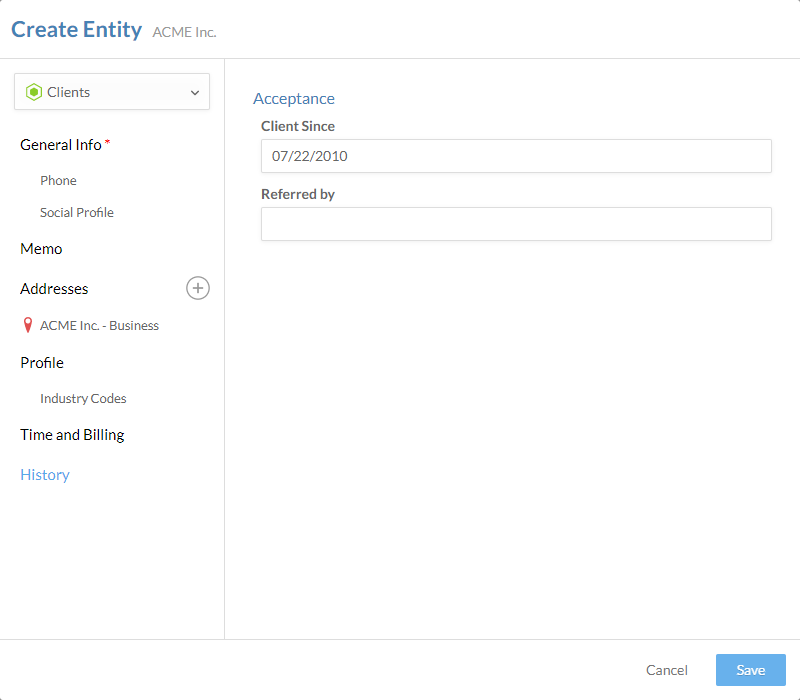 Create Entity ACME Inc.
Clients
General Info *
Phone
Social Profile
Memo
Addresses
ACME Inc. - Business
Profile
Industry Codes
Time and Billing
History
Acceptance
Client Since
07/22/2010
Referred by
Cancel
Save